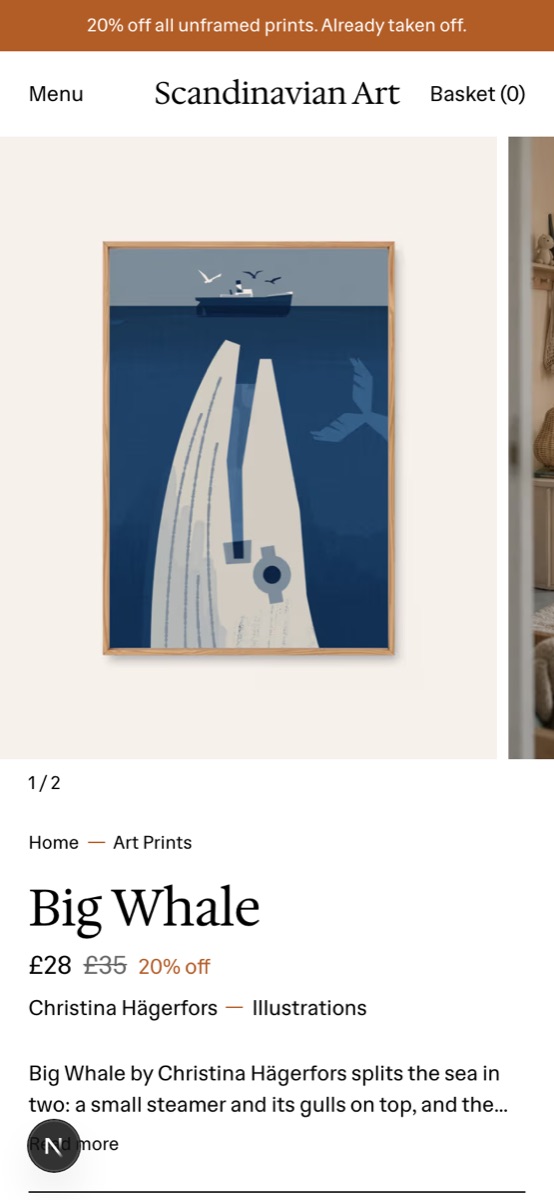 20% off all unframed prints. Already taken off.
Menu
Scandinavian Art
Basket (0)
1 / 2
Home — Art Prints
Big Whale
£28 £35 20% off
Christina Hägerfors — Illustrations
Big Whale by Christina Hägerfors splits the sea in
two: a small steamer and its gulls on top, and the...
Read more
N